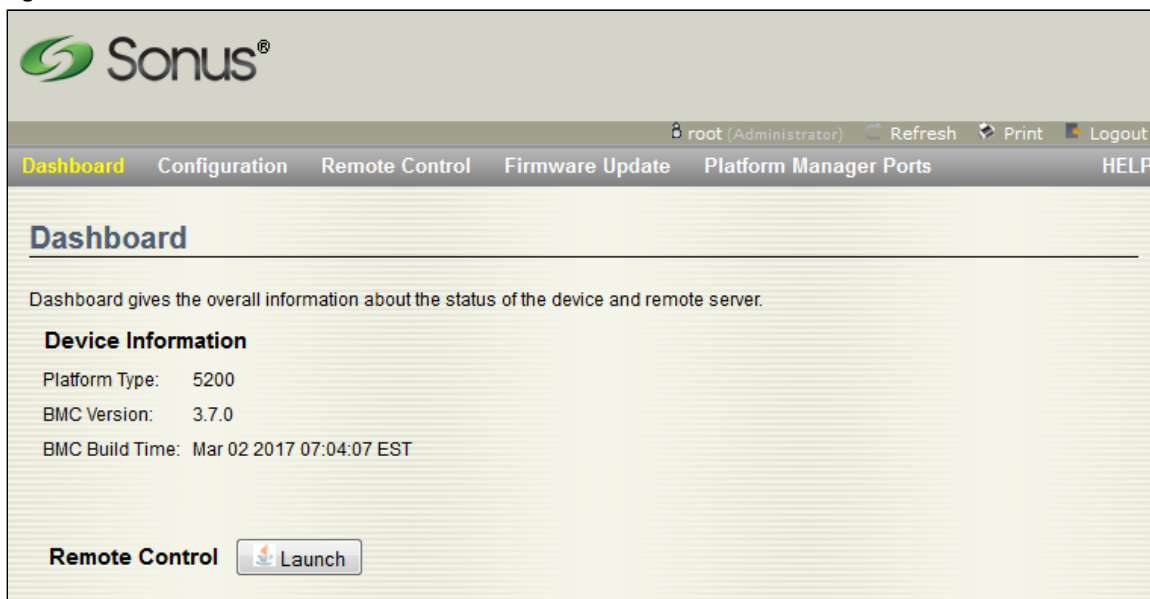 Sonus®
root (Administrator) Refresh Print Logout
Dashboard Configuration Remote Control Firmware Update Platform Manager Ports HELP
Dashboard
Dashboard gives the overall information about the status of the device and remote server.
Device Information
Platform Type: 5200
BMC Version: 3.7.0
BMC Build Time: Mar 02 2017 07:04:07 EST
Remote Control Launch